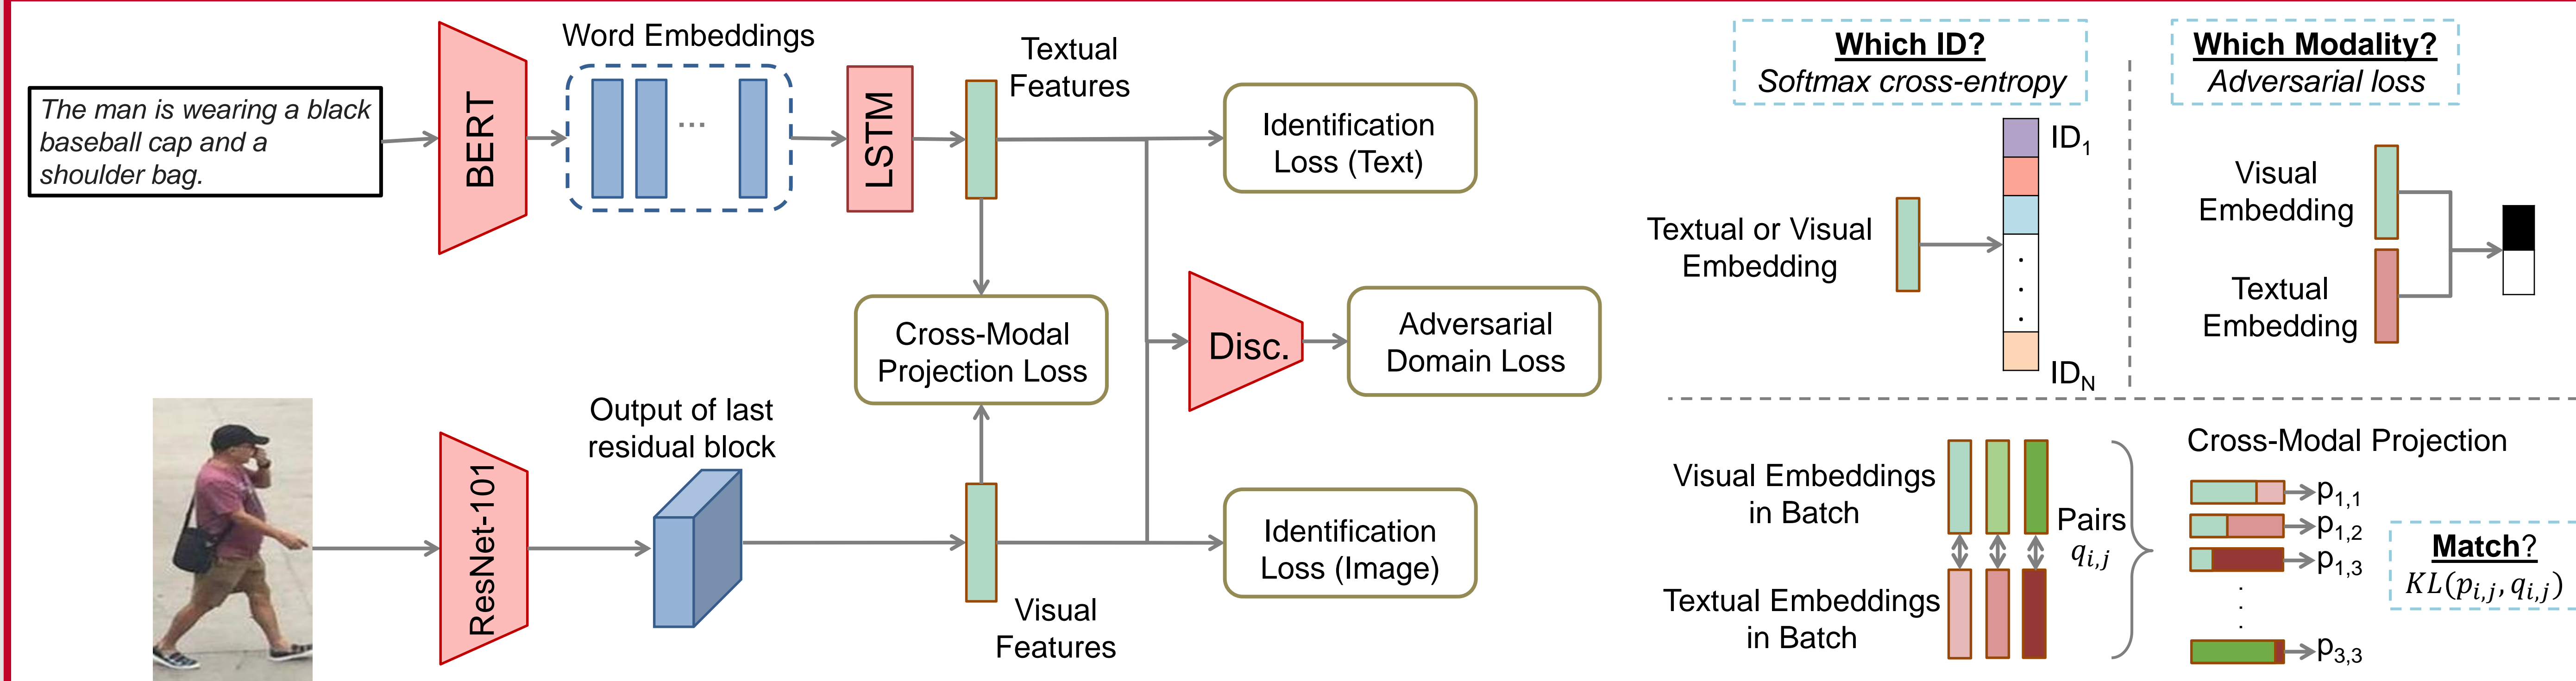 The man is wearing a black
baseball cap and a
shoulder bag.
BERT
Word Embeddings
...
LSTM
Textual
Features
Identification
Loss (Text)
Cross-Modal
Projection Loss
Disc.
Adversarial
Domain Loss
ResNet-101
Output of last
residual block
Visual
Features
Identification
Loss (Image)
Which ID?
Softmax cross-entropy
Textual or Visual
Embedding
ID1
IDN
Which Modality?
Adversarial loss
Visual
Embedding
Textual
Embedding
Visual Embeddings
in Batch
Textual Embeddings
in Batch
Pairs
qi,j
Cross-Modal Projection
p1,1
p1,2
p1,3
p3,3
Match?
KL(pi,j, qi,j)